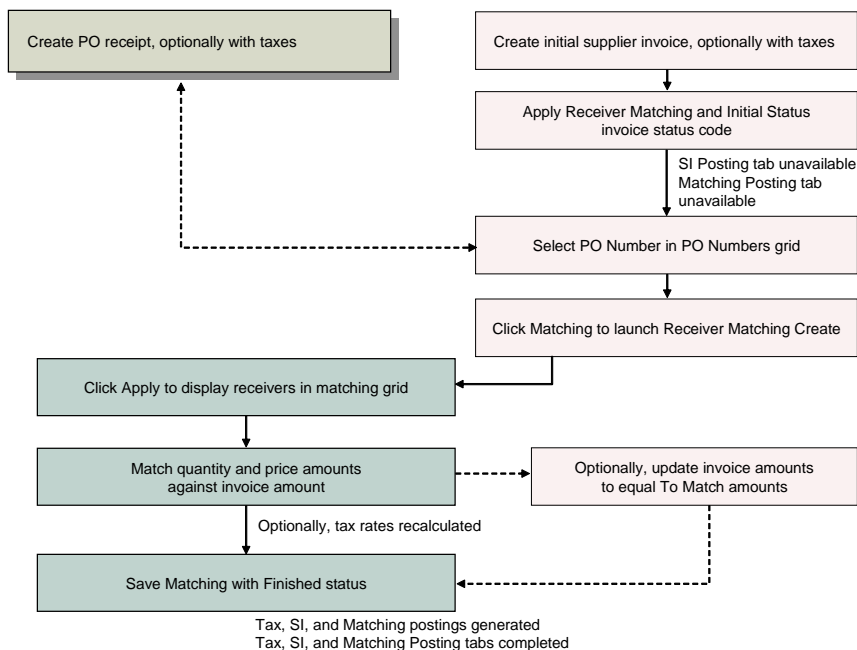 Create PO receipt, optionally with taxes
Create initial supplier invoice, optionally with taxes
Apply Receiver Matching and Initial Status
invoice status code
SI Posting tab unavailable
Matching Posting tab
unavailable
Select PO Number in PO Numbers grid
Click Matching to launch Receiver Matching Create
Click Apply to display receivers in matching grid
Match quantity and price amounts
against invoice amount
Optionally, update invoice amounts
to equal To Match amounts
Optionally, tax rates recalculated
Save Matching with Finished status
Tax, SI, and Matching postings generated
Tax, SI, and Matching Posting tabs completed